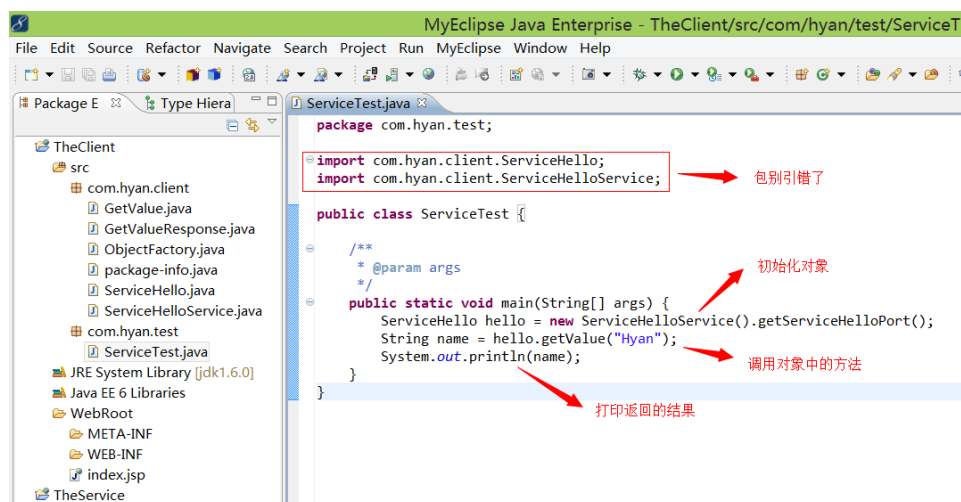 MyEclipse Java Enterprise - TheClient/src/com/hyan/test/ServiceT
File Edit Source Refactor Navigate Search Project Run MyEclipse Window Help
Package E
Type Hiera
ServiceTest.java
TheClient
src
com.hyan.client
GetValue.java
GetValueResponse.java
ObjectFactory.java
package-info.java
ServiceHello.java
ServiceHelloService.java
com.hyan.test
ServiceTest.java
JRE System Library [jdk1.6.0]
Java EE 6 Libraries
WebRoot
META-INF
WEB-INF
index.jsp
TheService
package com.hyan.test;
import com.hyan.client.ServiceHello;
import com.hyan.client.ServiceHelloService;
包别引错了
public class ServiceTest {
/**
* @param args
*/
初始化对象
public static void main(String[] args) {
ServiceHello hello = new ServiceHelloService().getServiceHelloPort();
String name = hello.getValue("Hyan");
System.out.println(name);
调用对象中的方法
}
}
打印返回的结果